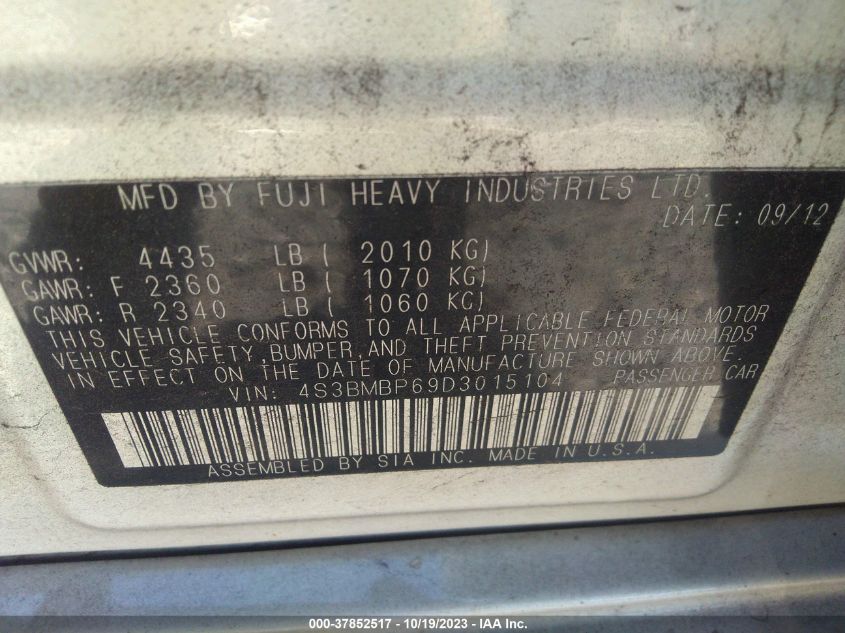 MFD BY FUJI HEAVY INDUSTRIES LTD.
DATE: 09/12
GVWR: 4435 LB ( 2010 KG)
GAWR: F 2360 LB ( 1070 KG)
GAWR: R 2340 LB ( 1060 KG)
THIS VEHICLE CONFORMS TO ALL APPLICABLE FEDERAL MOTOR
VEHICLE SAFETY, BUMPER, AND THEFT PREVENTION STANDARDS
IN EFFECT ON THE DATE OF MANUFACTURE SHOWN ABOVE.
VIN: 4S3BMBP69D3015104 PASSENGER CAR
ASSEMBLED BY SIA INC. MADE IN U.S.A.
000-37852517 - 10/19/2023 - IAA Inc.